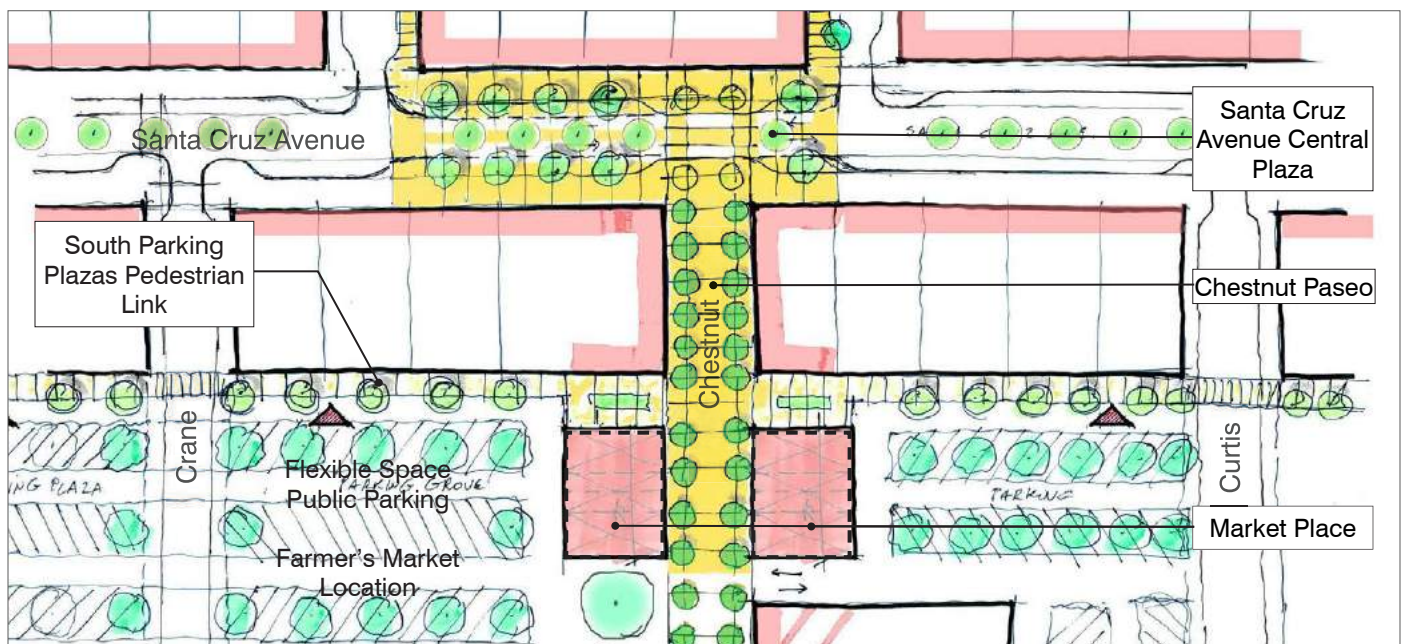 Santa Cruz
Avenue Central
Plaza
Santa Cruz Avenue
South Parking
Plazas Pedestrian
Link
Chestnut Paseo
Chestnut
Crane
Curtis
Flexible Space
Public Parking
PARKING GROVE
NG PLAZA
PARKING
Market Place
Farmer's Market
Location